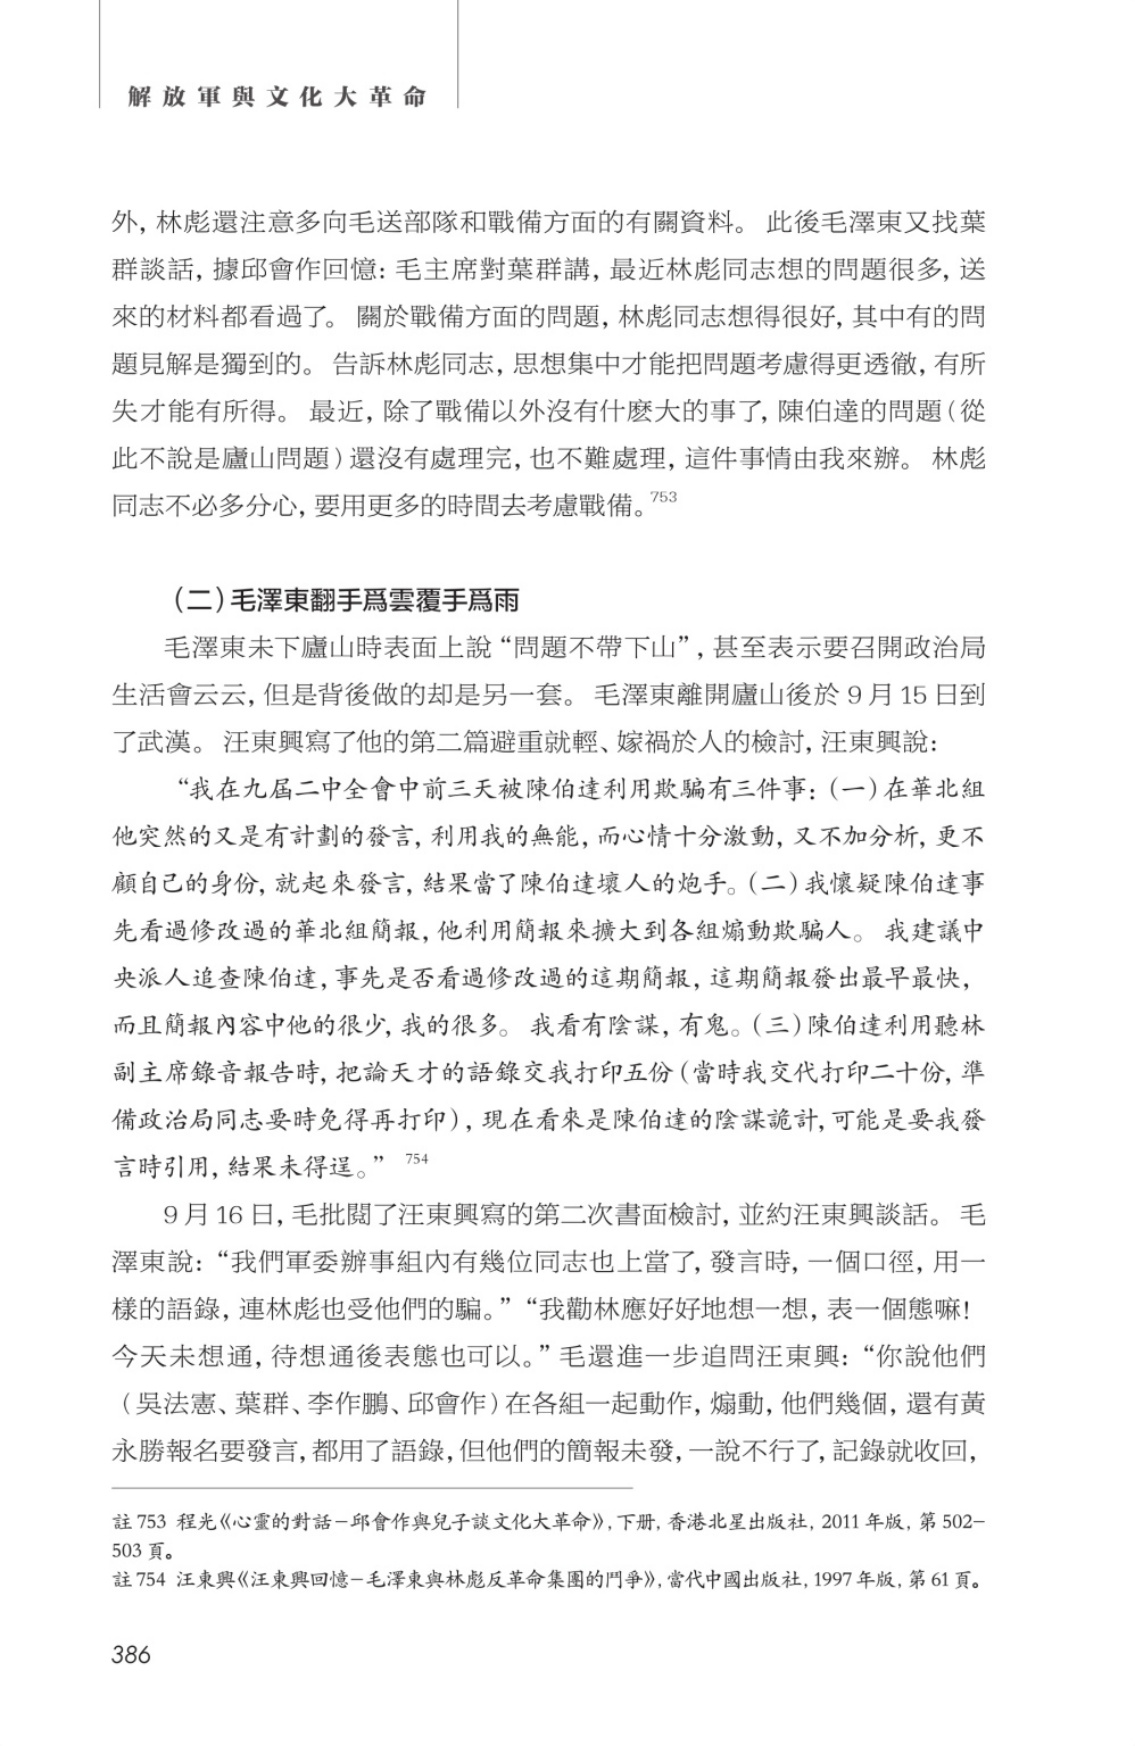 解放軍與文化大革命
外，林彪還注意多向毛送部隊和戰備方面的有關資料。 此後毛澤東又找葉
群談話，據邱會作回憶：毛主席對葉群講，最近林彪同志想的問題很多，送
來的材料都看過了。 關於戰備方面的問題，林彪同志想得很好，其中有的問
題見解是獨到的。 告訴林彪同志，思想集中才能把問題考慮得更透徹，有所
失才能有所得。 最近，除了戰備以外沒有什麽大的事了，陳伯達的問題（從
此不說是廬山問題）還沒有處理完，也不難處理，這件事情由我來辦。 林彪
同志不必多分心，要用更多的時間去考慮戰備。753
（二）毛澤東翻手爲雲覆手爲雨
毛澤東未下廬山時表面上說“問題不帶下山”，甚至表示要召開政治局
生活會云云，但是背後做的却是另一套。 毛澤東離開廬山後於 9 月 15 日到
了武漢。 汪東興寫了他的第二篇避重就輕、嫁禍於人的檢討，汪東興說：
“我在九屆二中全會中前三天被陳伯達利用欺騙有三件事：（一）在華北組
他突然的又是有計劃的發言，利用我的無能，而心情十分激動，又不加分析，更不
顧自己的身份，就起來發言，結果當了陳伯達壞人的炮手。（二）我懷疑陳伯達事
先看過修改過的華北組簡報，他利用簡報來擴大到各組煽動欺騙人。 我建議中
央派人追查陳伯達，事先是否看過修改過的這期簡報，這期簡報發出最早最快，
而且簡報內容中他的很少，我的很多。 我看有陰謀，有鬼。（三）陳伯達利用聽林
副主席錄音報告時，把論天才的語錄交我打印五份（當時我交代打印二十份，準
備政治局同志要時免得再打印），現在看來是陳伯達的陰謀詭計，可能是要我發
言時引用，結果未得逞。” 754
9 月 16 日，毛批閱了汪東興寫的第二次書面檢討，並約汪東興談話。 毛
澤東說：“我們軍委辦事組內有幾位同志也上當了，發言時，一個口徑，用一
樣的語錄，連林彪也受他們的騙。”“我勸林應好好地想一想，表一個態嘛！
今天未想通，待想通後表態也可以。”毛還進一步追問汪東興：“你說他們
（吳法憲、葉群、李作鵬、邱會作）在各組一起動作，煽動，他們幾個，還有黃
永勝報名要發言，都用了語錄，但他們的簡報未發，一說不行了，記錄就收回，
註 753 程光《心靈的對話－邱會作與兒子談文化大革命》，下册，香港北星出版社，2011 年版，第 502－
503 頁。
註 754 汪東興《汪東興回憶－毛澤東與林彪反革命集團的鬥爭》，當代中國出版社，1997 年版，第 61 頁。
386